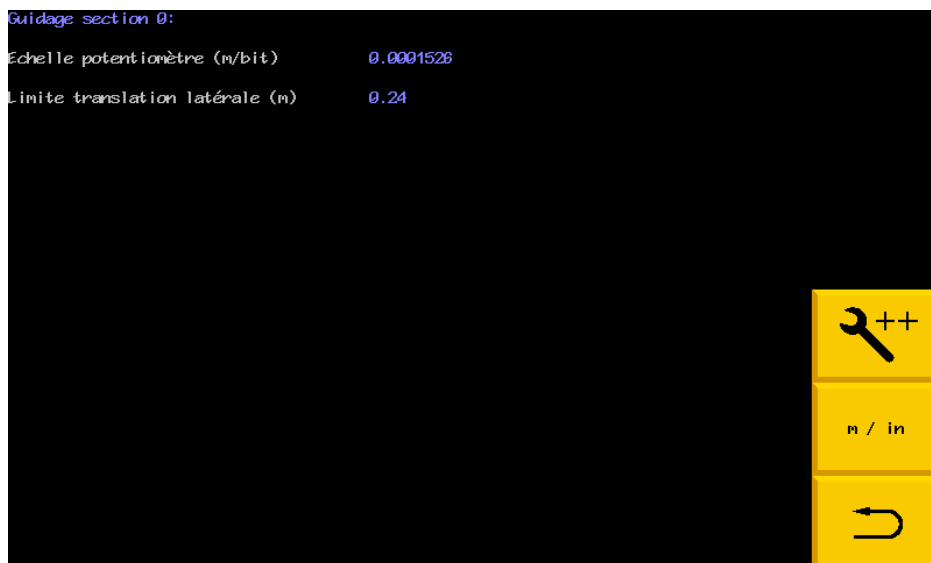 Guidage section 0:
Echelle potentiomètre (m/bit) 0.0001526
Limite translation latérale (m) 0.24
++
m / in